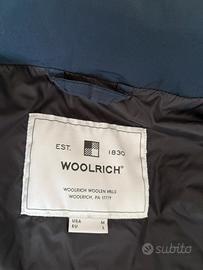 EST. 1830
WOOLRICH
WOOLRICH WOOLEN MILLS
WOOLRICH, PA 17779
USA M
EU
subito